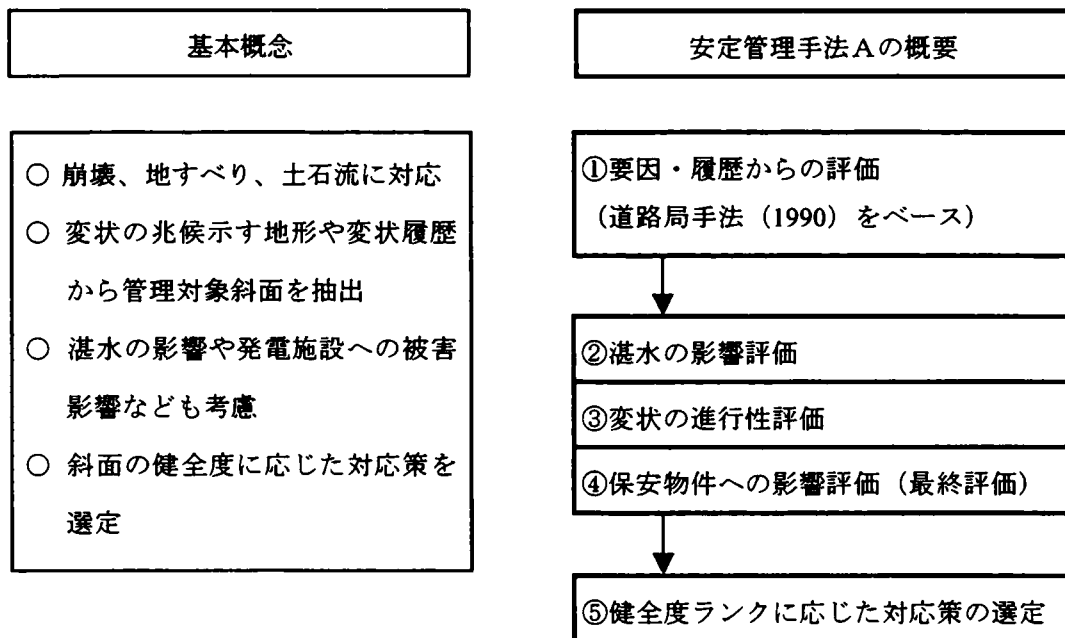 基本概念
○ 崩壊、地すべり、土石流に対応
○ 変状の兆候示す地形や変状履歴
から管理対象斜面を抽出
○ 湛水の影響や発電施設への被害
影響なども考慮
○ 斜面の健全度に応じた対応策を
選定
安定管理手法Aの概要
①要因・履歴からの評価
（道路局手法（1990）をベース）
②湛水の影響評価
③変状の進行性評価
④保安物件への影響評価（最終評価）
⑤健全度ランクに応じた対応策の選定